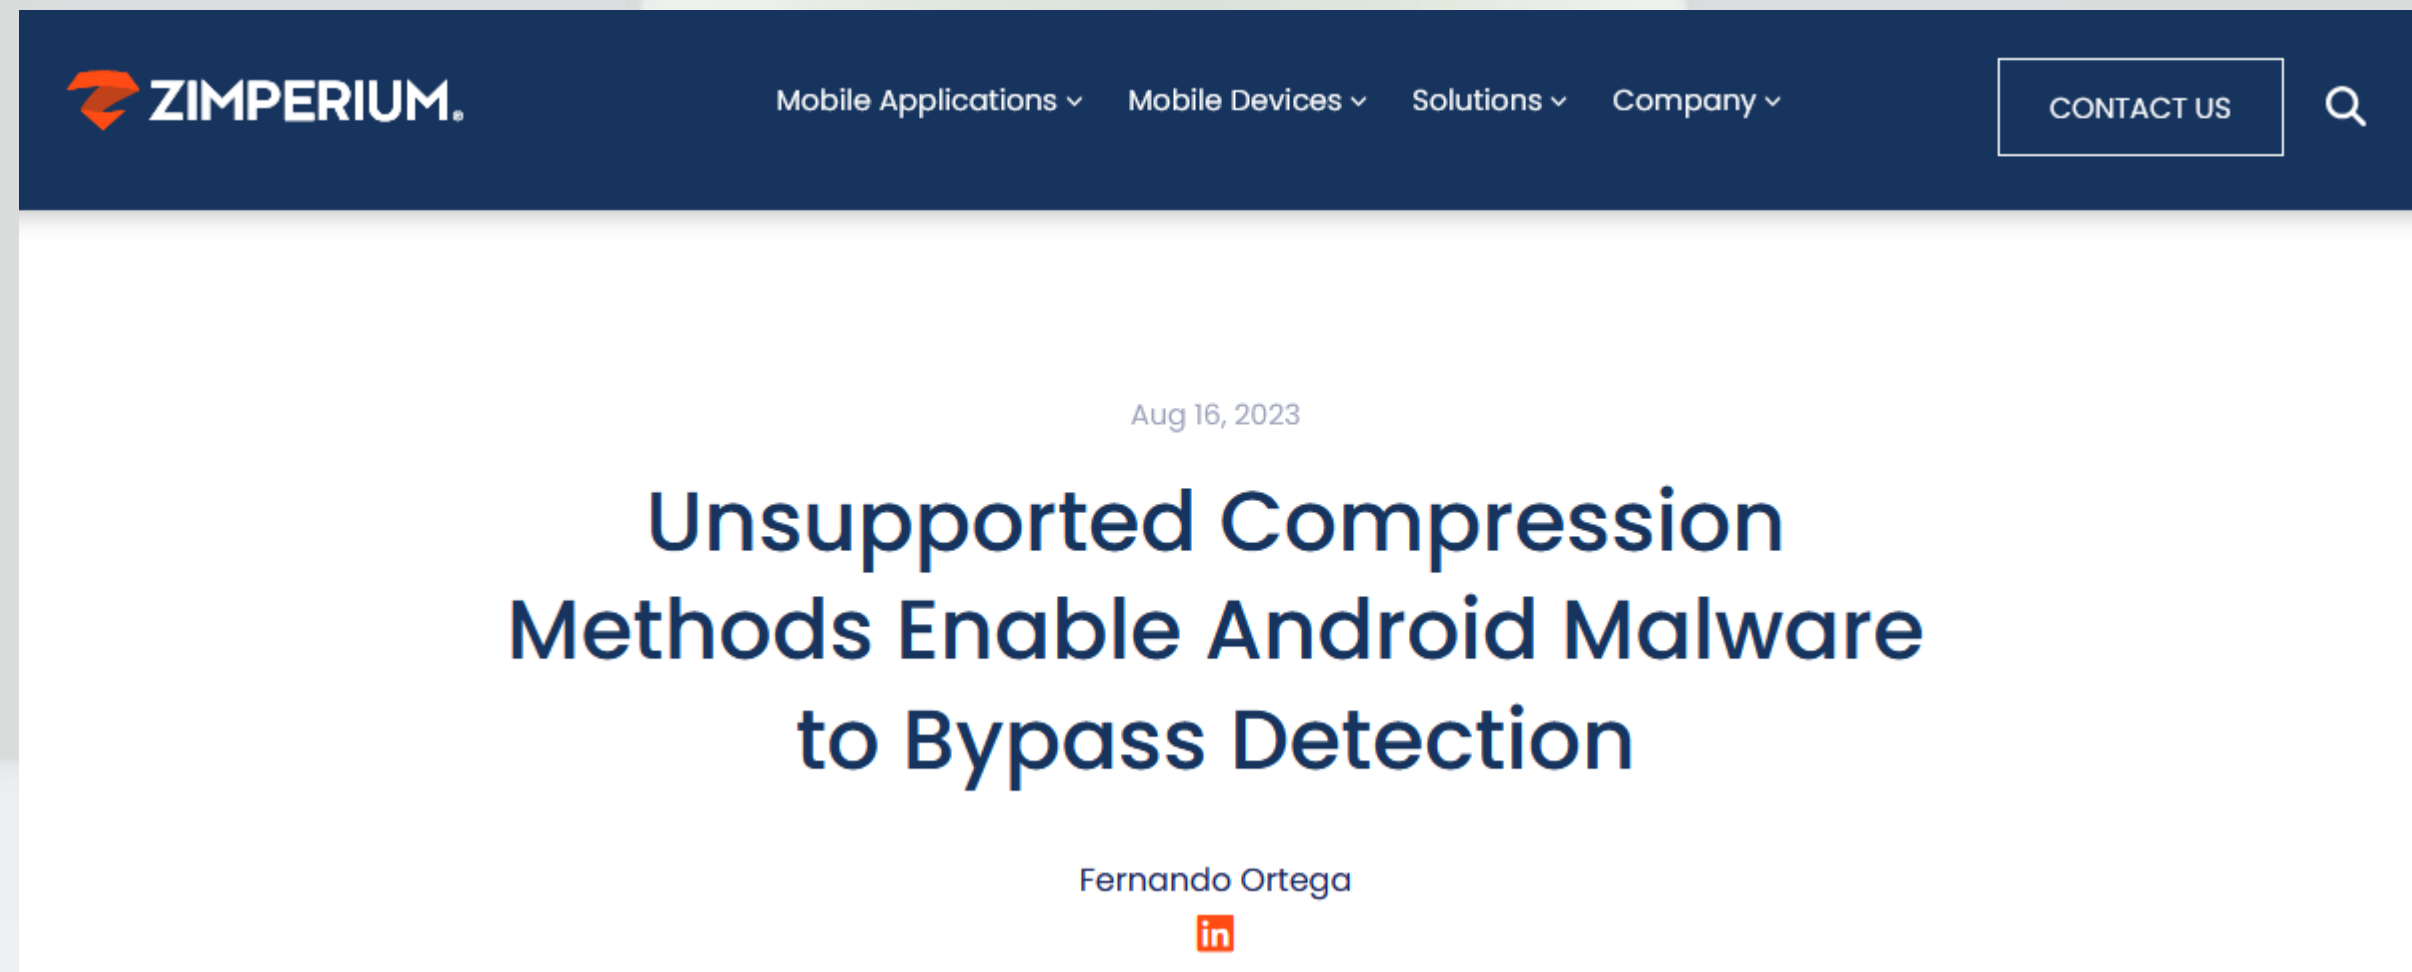 ZIMPERIUM®
Mobile Applications Mobile Devices Solutions Company CONTACT US
Aug 16, 2023
Unsupported Compression
Methods Enable Android Malware
to Bypass Detection
Fernando Ortega
in